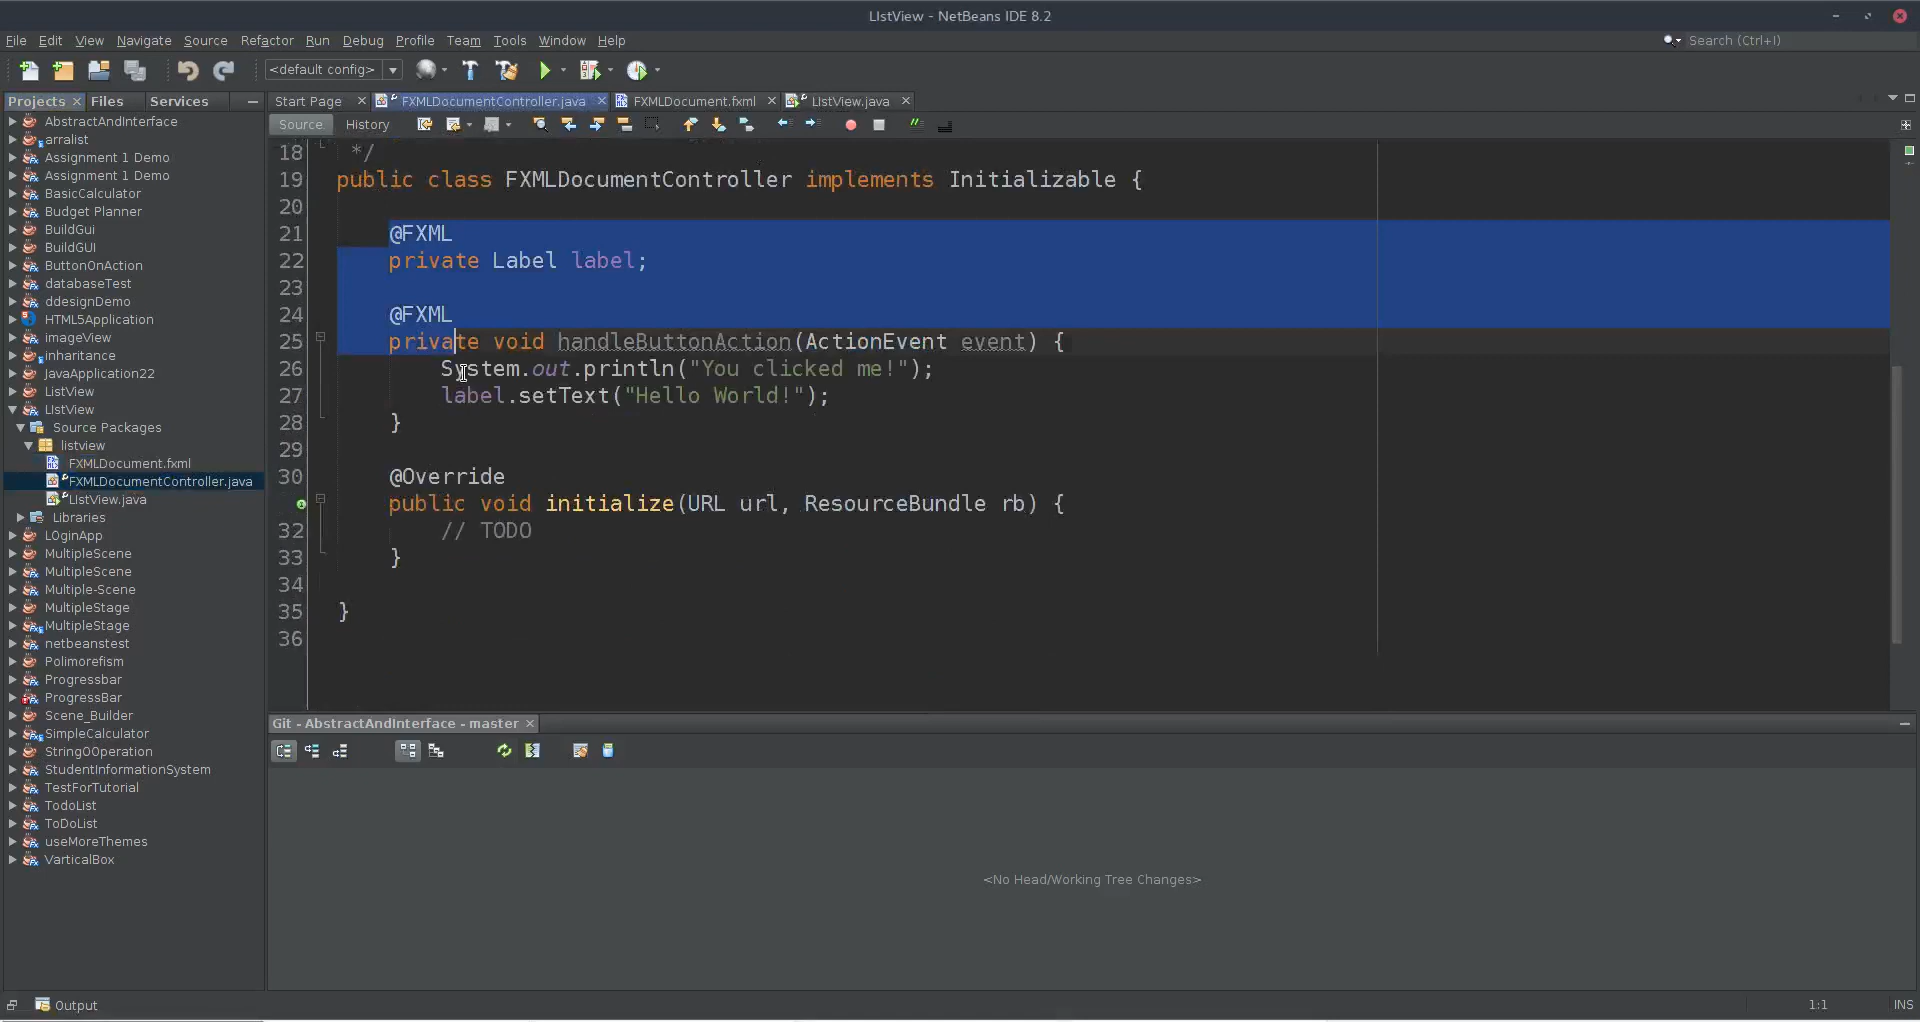 LIstView - NetBeans IDE 8.2
File Edit View Navigate Source Refactor Run Debug Profile Team Tools Window Help
Search (Ctrl+I)
<default config>
Projects Files Services
Start Page FXMLDocumentController.java FXMLDocument.fxml LIstView.java
Source History
AbstractAndInterface
arralist
Assignment 1 Demo
Assignment 1 Demo
BasicCalculator
Budget Planner
BuildGui
BuildGUI
ButtonOnAction
databaseTest
ddesignDemo
HTML5Application
imageView
inheritance
JavaApplication22
ListView
LIstView
Source Packages
listview
FXMLDocument.fxml
FXMLDocumentController.java
LIstView.java
Libraries
LOginApp
MultipleScene
MultipleScene
Multiple-Scene
MultipleStage
MultipleStage
netbeanstest
Polimorefism
Progressbar
ProgressBar
Scene_Builder
SimpleCalculator
StringOOperation
StudentInformationSystem
TestForTutorial
TodoList
ToDoList
useMoreThemes
VarticalBox
18 */
19 public class FXMLDocumentController implements Initializable {
20
21 @FXML
22 private Label label;
23
24 @FXML
25 private void handleButtonAction(ActionEvent event) {
26 System.out.println("You clicked me!");
27 label.setText("Hello World!");
28 }
29
30 @Override
public void initialize(URL url, ResourceBundle rb) {
32 // TODO
33 }
34
35 }
36
Git - AbstractAndInterface - master
<No Head/Working Tree Changes>
Output
1:1 INS